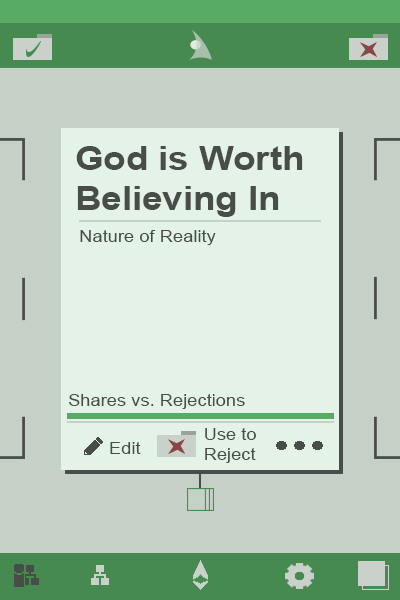 God is Worth
Believing In
Nature of Reality
Shares vs. Rejections
Edit
Use to
Reject